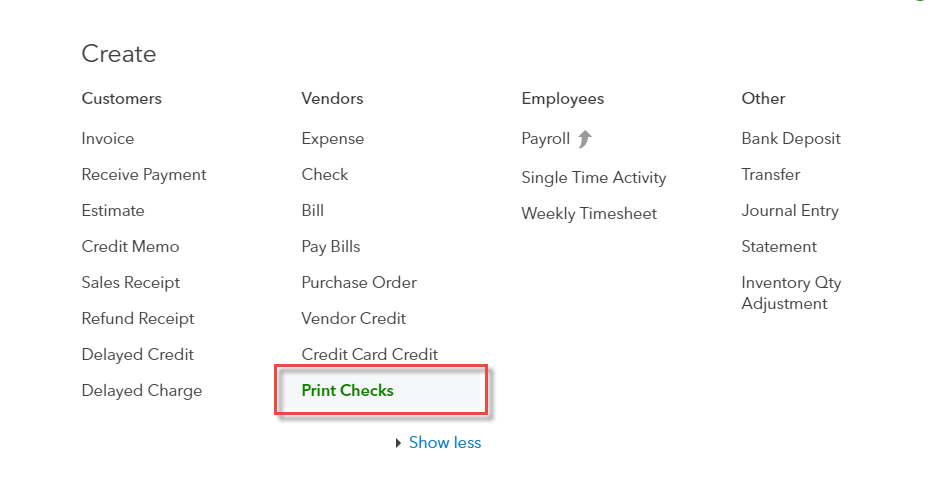 Create
Customers
Invoice
Receive Payment
Estimate
Credit Memo
Sales Receipt
Refund Receipt
Delayed Credit
Delayed Charge
Vendors
Expense
Check
Bill
Pay Bills
Purchase Order
Vendor Credit
Credit Card Credit
Print Checks
Show less
Employees
Payroll
Single Time Activity
Weekly Timesheet
Other
Bank Deposit
Transfer
Journal Entry
Statement
Inventory Qty
Adjustment